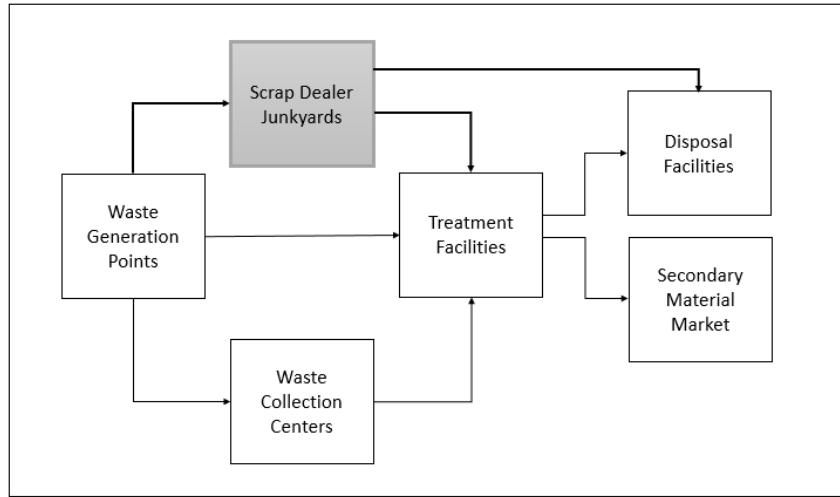 Scrap Dealer
Junkyards
Disposal
Facilities
Waste
Generation
Points
Treatment
Facilities
Secondary
Material
Market
Waste
Collection
Centers